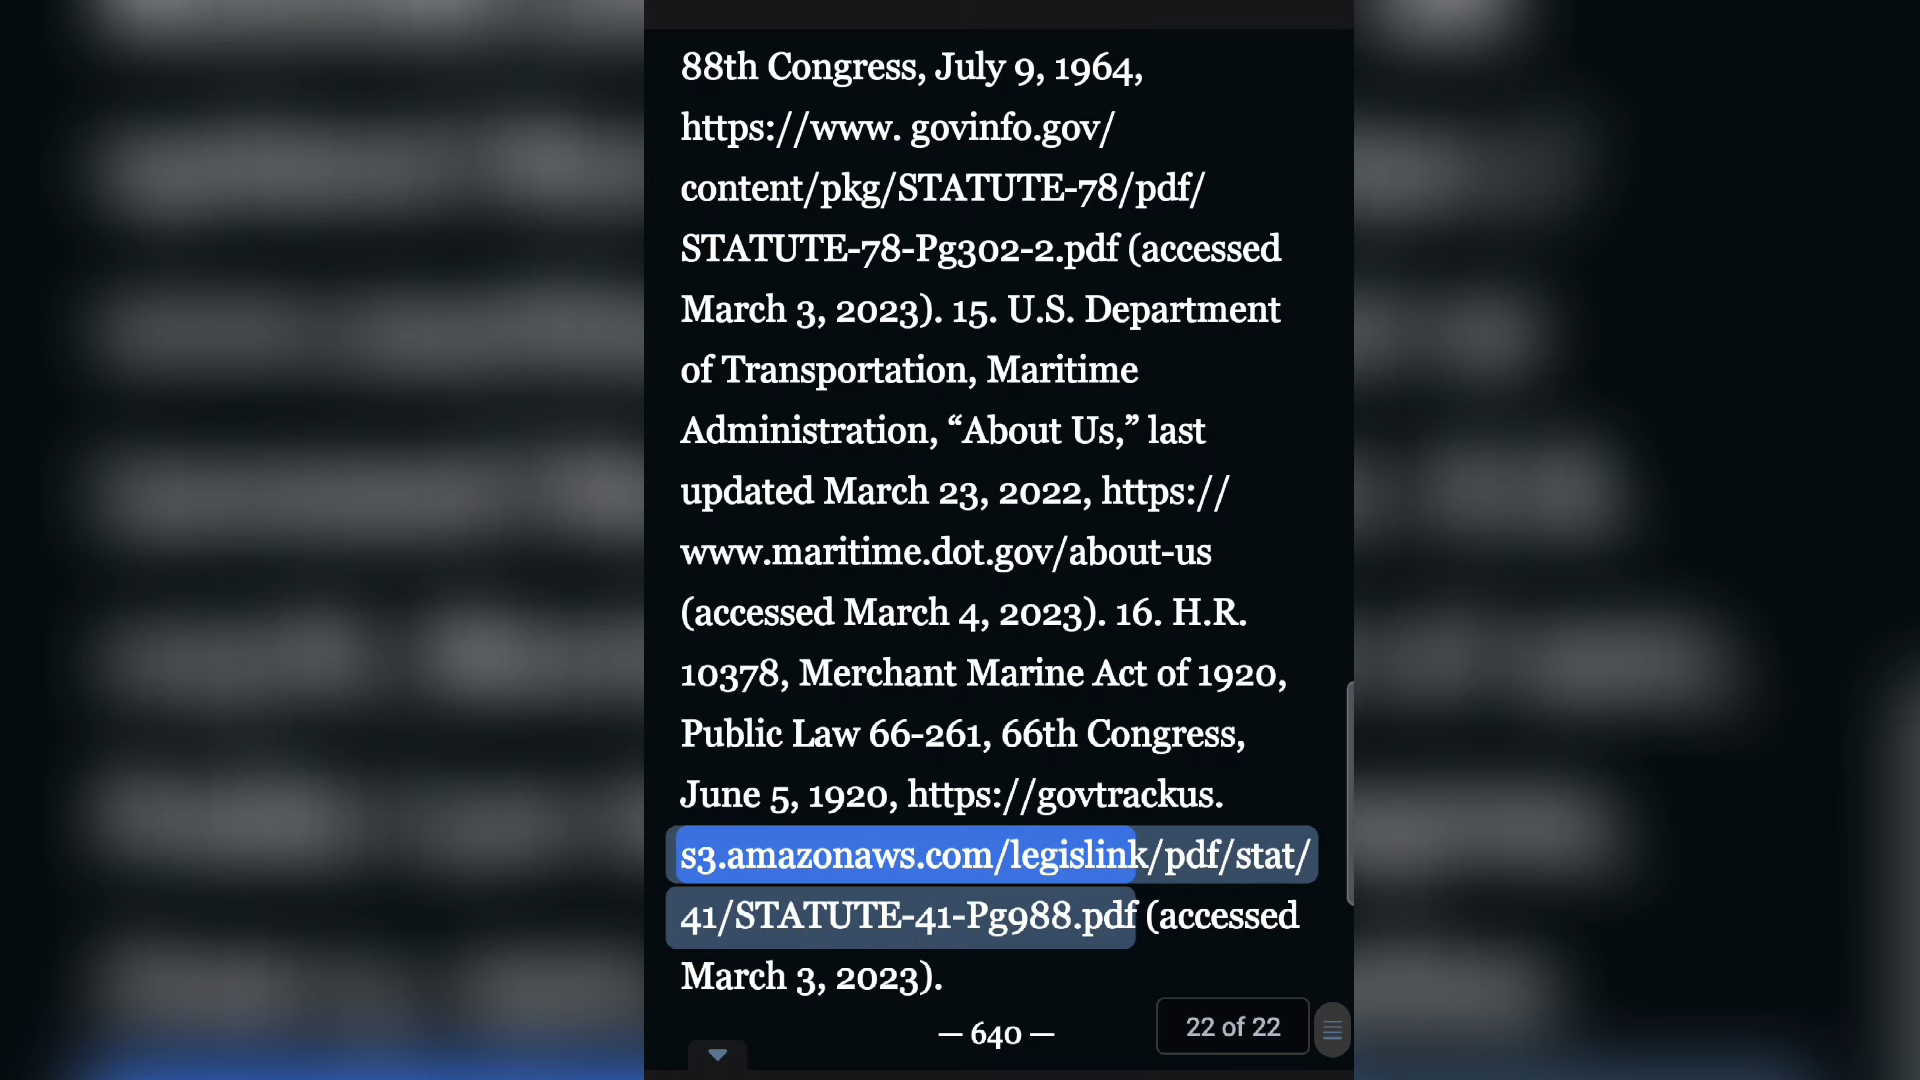 88th Congress, July 9, 1964,
https://www. govinfo.gov/
content/pkg/STATUTE-78/pdf/
STATUTE-78-Pg302-2.pdf (accessed
March 3, 2023). 15. U.S. Department
of Transportation, Maritime
Administration, “About Us,” last
updated March 23, 2022, https://
www.maritime.dot.gov/about-us
(accessed March 4, 2023). 16. H.R.
10378, Merchant Marine Act of 1920,
Public Law 66-261, 66th Congress,
June 5, 1920, https://govtrackus.
s3.amazonaws.com/legislink/pdf/stat/
41/STATUTE-41-Pg988.pdf (accessed
March 3, 2023).
— 640 —
22 of 22